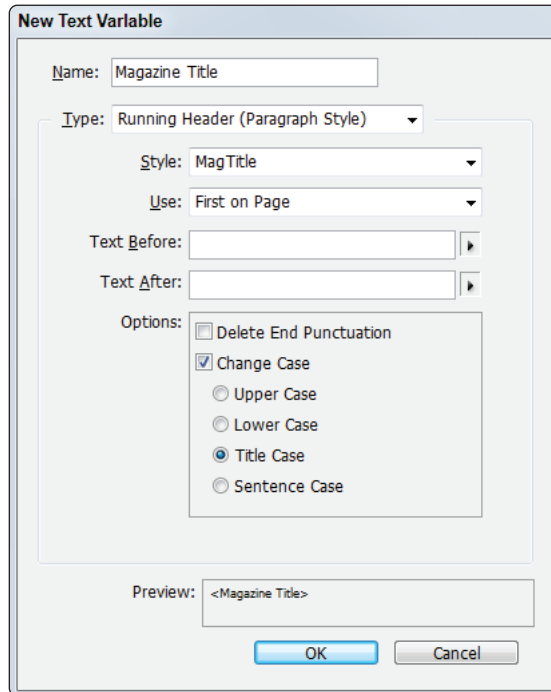 New Text Variable
Name: Magazine Title
Type: Running Header (Paragraph Style)
Style: MagTitle
Use: First on Page
Text Before:
Text After:
Options:
Delete End Punctuation
Change Case
Upper Case
Lower Case
Title Case
Sentence Case
Preview: <Magazine Title>
OK Cancel